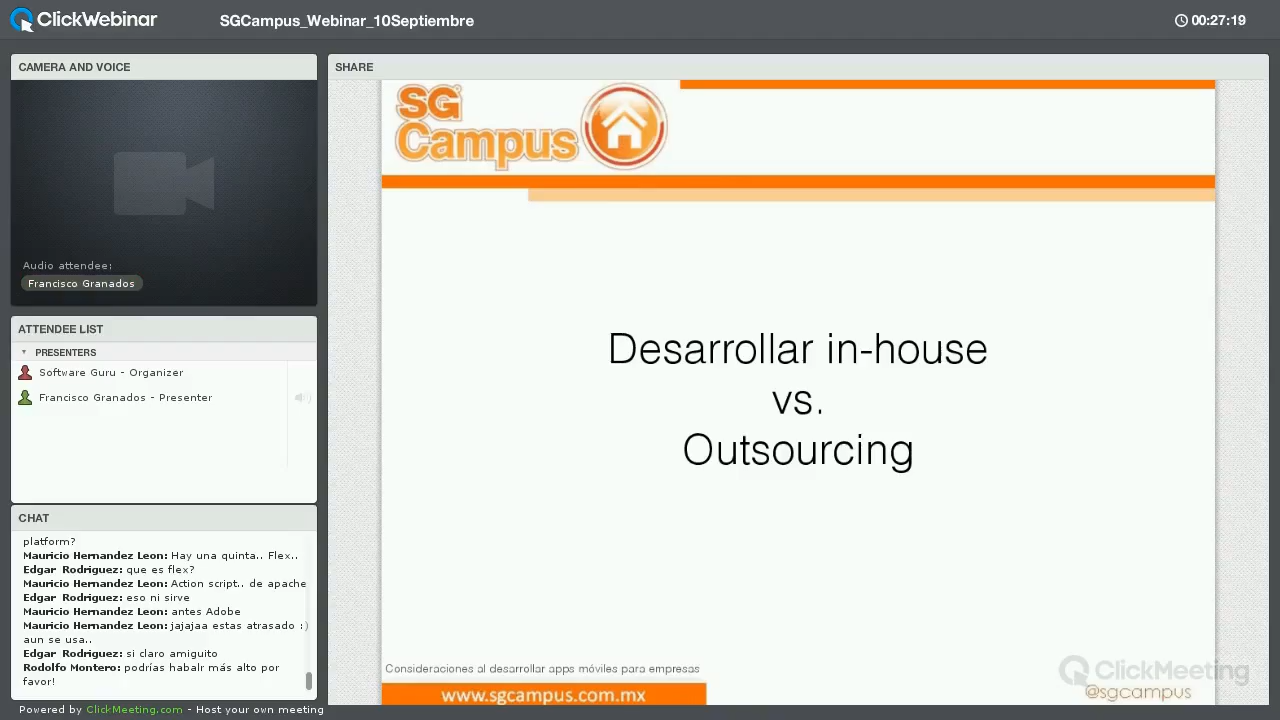 ClickWebinar
SGCampus_Webinar_10Septiembre
00:27:19
CAMERA AND VOICE
Audio attendee:
Francisco Granados
ATTENDEE LIST
PRESENTERS
Software Guru - Organizer
Francisco Granados - Presenter
CHAT
platform?
Mauricio Hernandez Leon: Hay una quinta.. Flex..
Edgar Rodriguez: que es flex?
Mauricio Hernandez Leon: Action script.. de apache
Edgar Rodriguez: eso ni sirve
Mauricio Hernandez Leon: antes Adobe
Mauricio Hernandez Leon: jajajaa estas atrasado :)
aun se usa..
Edgar Rodriguez: si claro amiguito
Rodolfo Montero: podrías habalr más alto por
favor!
Powered by ClickMeeting.com - Host your own meeting
SHARE
SG
Campus
Desarrollar in-house
vs.
Outsourcing
Consideraciones al desarrollar apps móviles para empresas
www.sgcampus.com.mx
ClickMeeting
@sgcampus